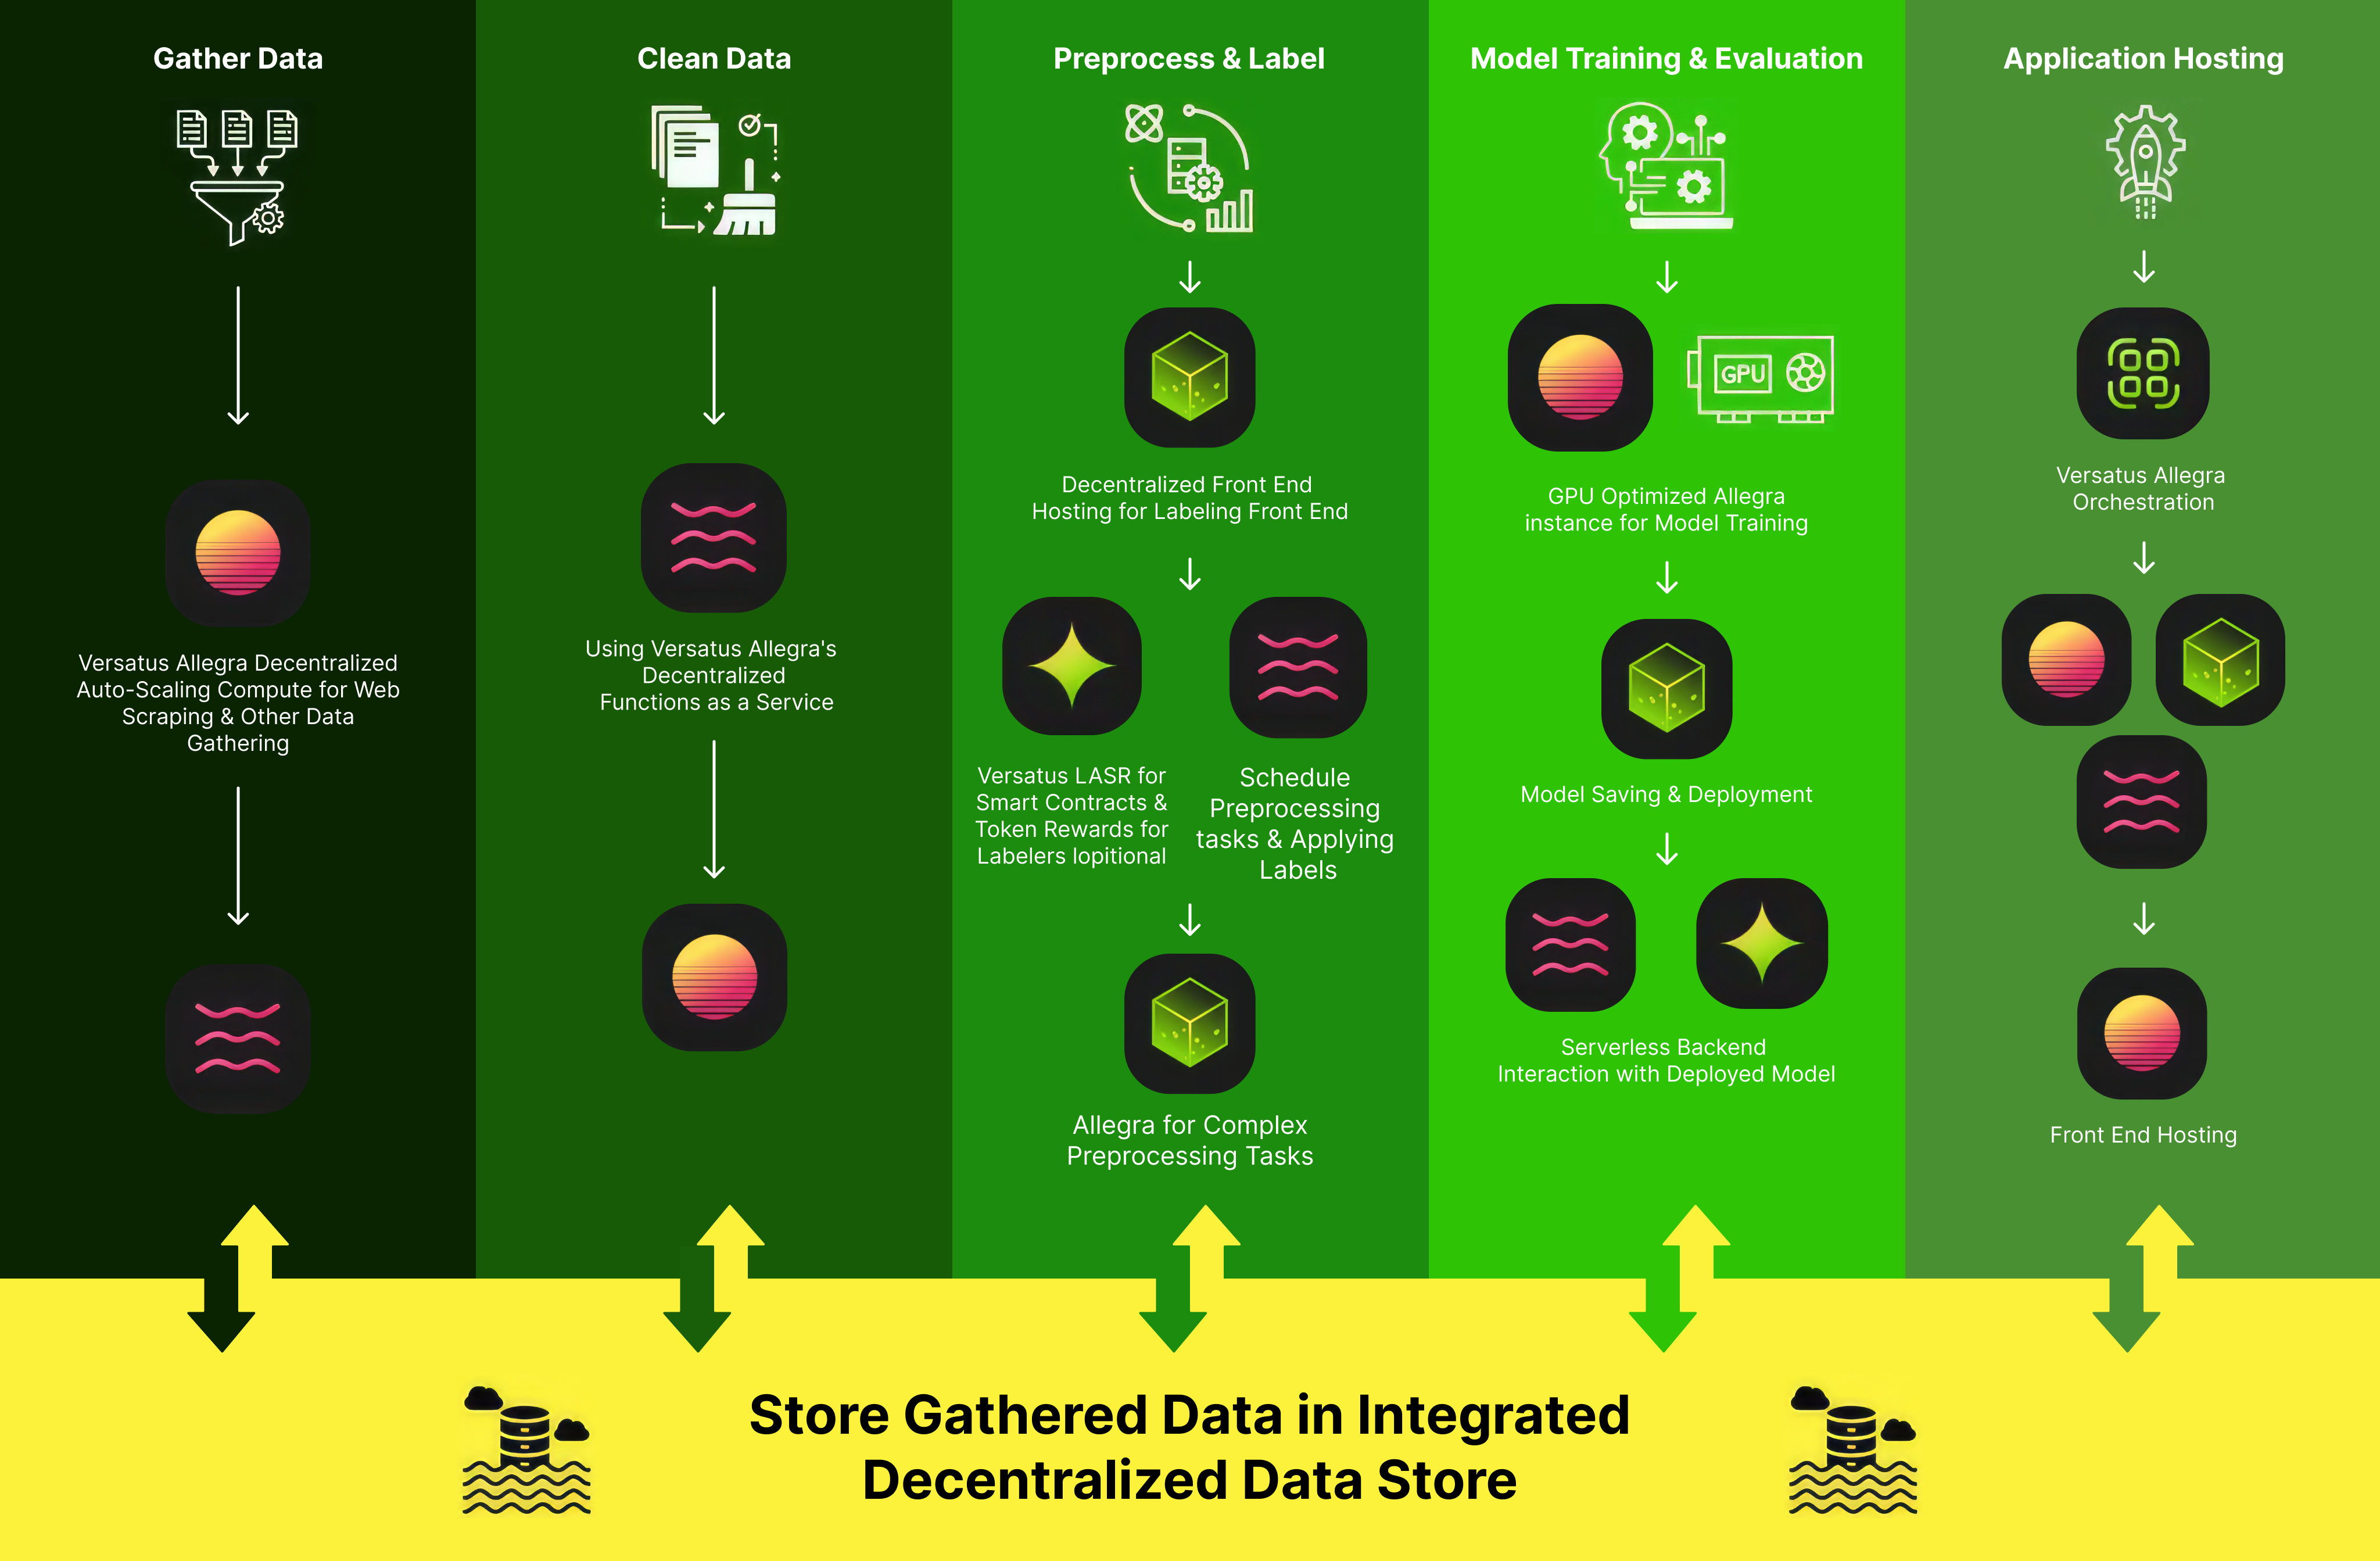 Gather Data
Versatus Allegra Decentralized
Auto-Scaling Compute for Web
Scraping & Other Data
Gathering
Clean Data
Using Versatus Allegra's
Decentralized
Functions as a Service
Preprocess & Label
Decentralized Front End
Hosting for Labeling Front End
Versatus LASR for
Smart Contracts &
Token Rewards for
Labelers lopitional
Schedule
Preprocessing
tasks & Applying
Labels
Allegra for Complex
Preprocessing Tasks
Model Training & Evaluation
GPU
GPU Optimized Allegra
instance for Model Training
Model Saving & Deployment
Serverless Backend
Interaction with Deployed Model
Application Hosting
Versatus Allegra
Orchestration
Front End Hosting
Store Gathered Data in Integrated
Decentralized Data Store